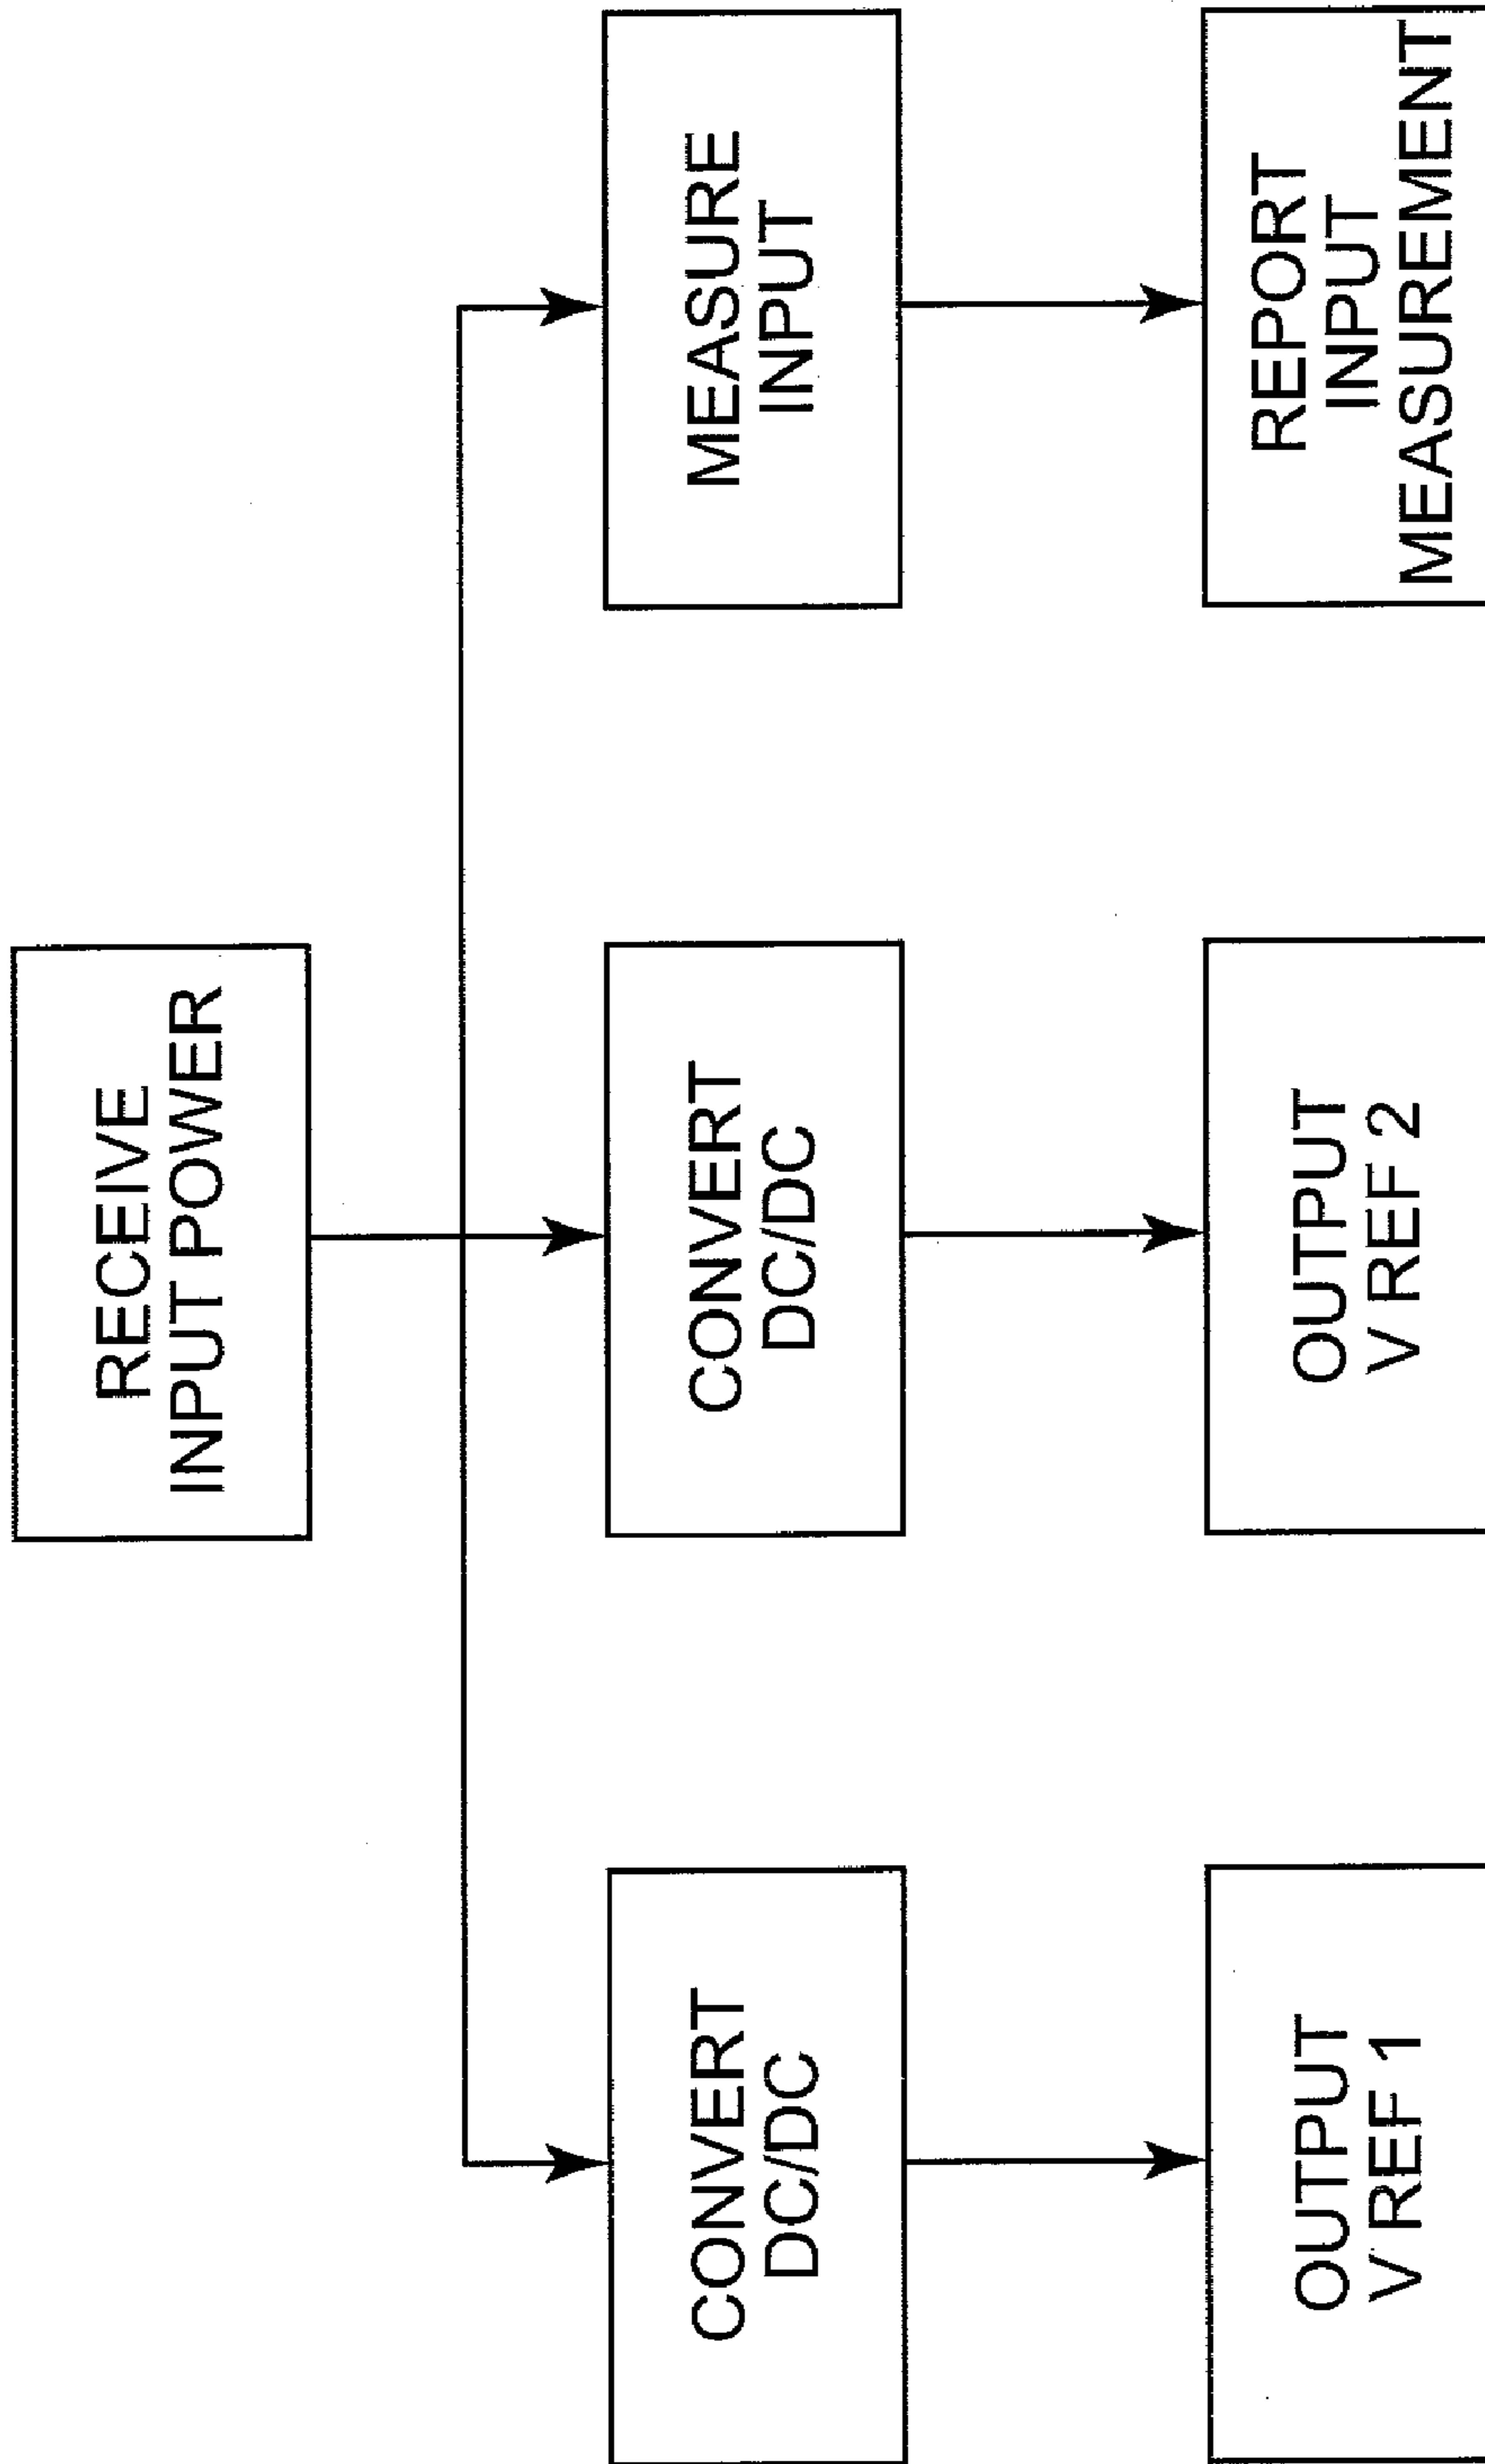 RECEIVE
INPUT POWER
CONVERT
DC/DC
CONVERT
DC/DC
MEASURE
INPUT
OUTPUT
V REF 1
OUTPUT
V REF 2
REPORT
INPUT
MEASUREMENT